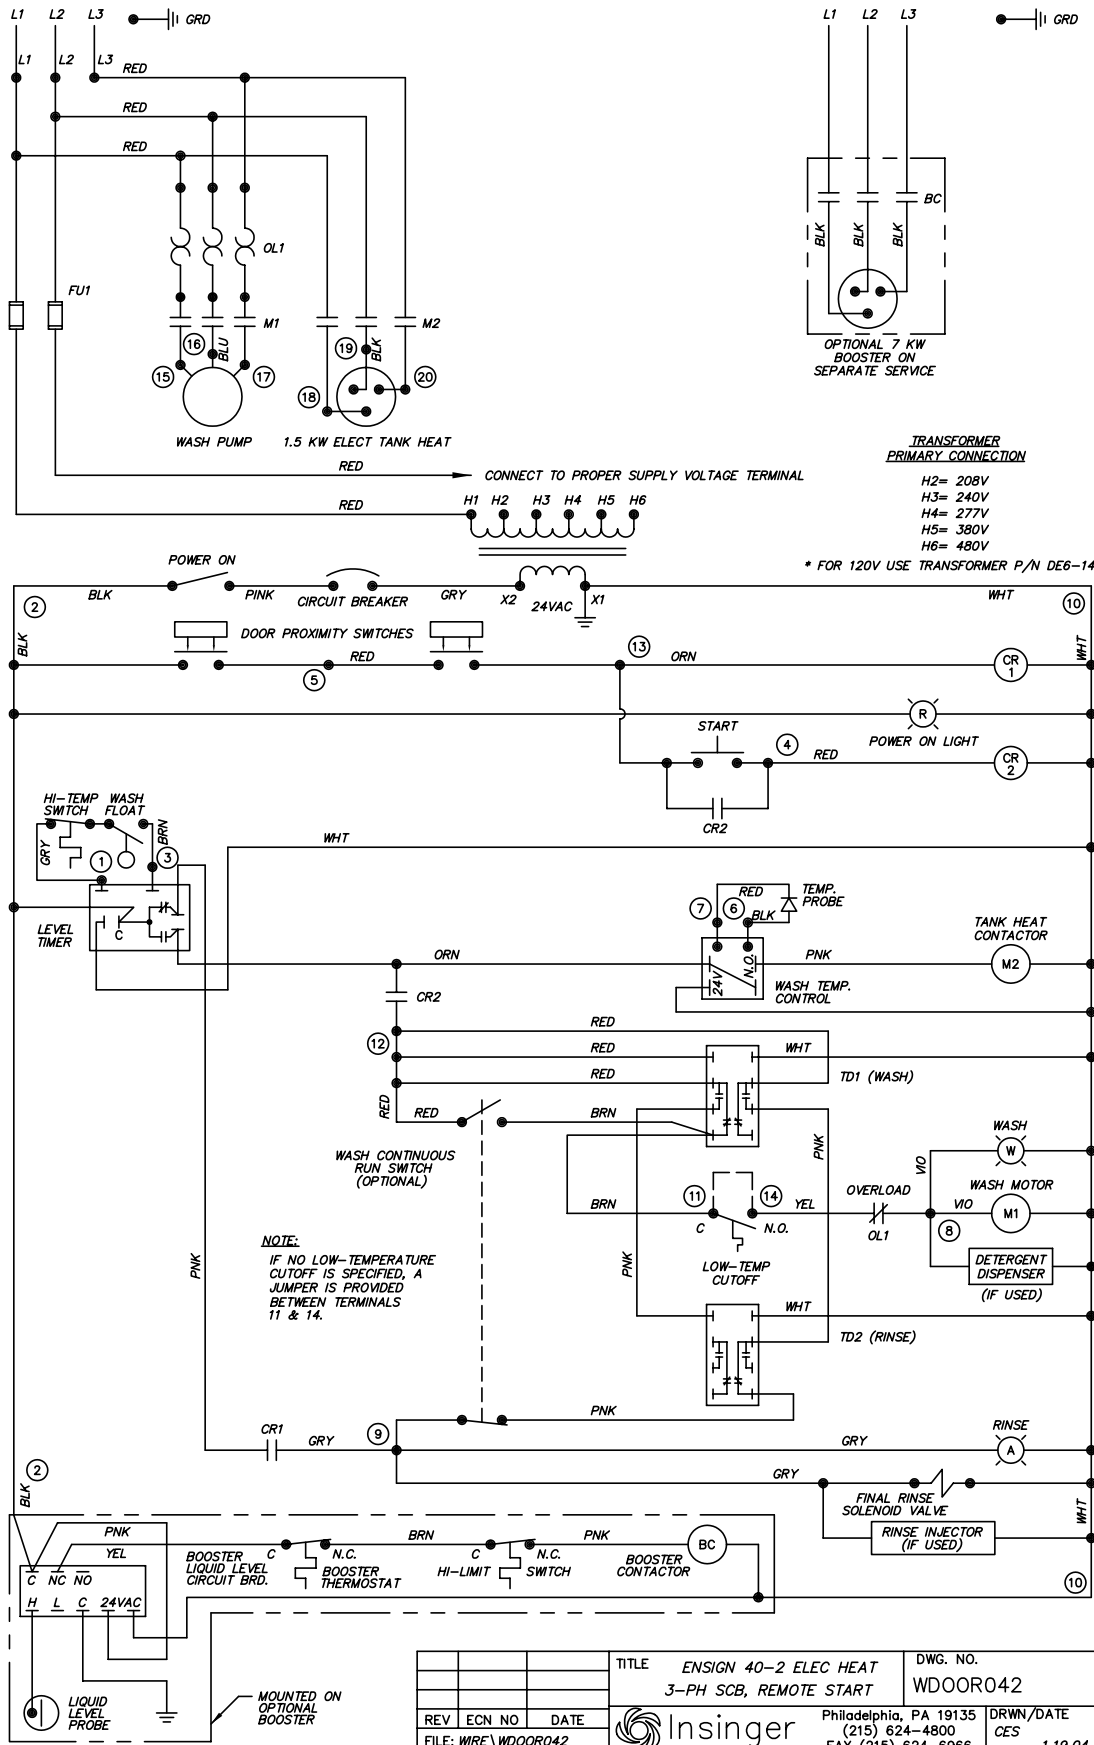 L1 L2 L3 GRD
L1 L2 L3
RED
RED
RED
OL1
FU1
M1 M2
16 BLU 19 BLK
15 17 18 20
WASH PUMP 1.5 KW ELECT TANK HEAT
L1 L2 L3 GRD
BC
BLK BLK BLK
OPTIONAL 7 KW
BOOSTER ON
SEPARATE SERVICE
RED
CONNECT TO PROPER SUPPLY VOLTAGE TERMINAL
RED
H1 H2 H3 H4 H5 H6
TRANSFORMER
PRIMARY CONNECTION
H2= 208V
H3= 240V
H4= 277V
H5= 380V
H6= 480V
* FOR 120V USE TRANSFORMER P/N DE6-14
POWER ON
2 BLK PINK CIRCUIT BREAKER GRY X2 24VAC X1 WHT 10
BLK
DOOR PROXIMITY SWITCHES
5 RED 13 ORN CR 1 WHT
R
POWER ON LIGHT
START
4 RED CR 2
CR2
HI-TEMP SWITCH
WASH FLOAT
GRY 1 BRN 3
WHT
LEVEL
TIMER
C
RED
TEMP.
PROBE
7 6 BLK
24V N.O.
WASH TEMP.
CONTROL
ORN PNK
TANK HEAT
CONTACTOR
M2
CR2
12
RED
RED
RED
WHT
TD1 (WASH)
RED RED BRN
WASH CONTINUOUS
RUN SWITCH
(OPTIONAL)
PNK
BRN 11 14 YEL
C N.O.
LOW-TEMP
CUTOFF
OVERLOAD
OL1
VIO
WASH
W
WASH MOTOR
VIO M1
8
DETERGENT
DISPENSER
(IF USED)
NOTE:
IF NO LOW-TEMPERATURE
CUTOFF IS SPECIFIED, A
JUMPER IS PROVIDED
BETWEEN TERMINALS
11 & 14.
PNK
PNK
WHT
TD2 (RINSE)
PNK
CR1
GRY 9 GRY
RINSE
A
GRY
FINAL RINSE
SOLENOID VALVE
RINSE INJECTOR
(IF USED)
WHT
10
2
BLK
PNK
YEL
C NC NO
H L C 24VAC
BOOSTER
LIQUID LEVEL
CIRCUIT BRD.
C N.C.
BOOSTER
THERMOSTAT
BRN
C N.C.
HI-LIMIT SWITCH
PNK
BOOSTER
CONTACTOR
BC
LIQUID
LEVEL
PROBE
MOUNTED ON
OPTIONAL
BOOSTER
TITLE ENSIGN 40-2 ELEC HEAT
3-PH SCB, REMOTE START
DWG. NO.
WDOOR042
REV ECN NO DATE
FILE: WIRE\WDOOR042
Insinger
Philadelphia, PA 19135
(215) 624-4800
FAX (215) 624-6966
DRWN/DATE
CES
1-19-04